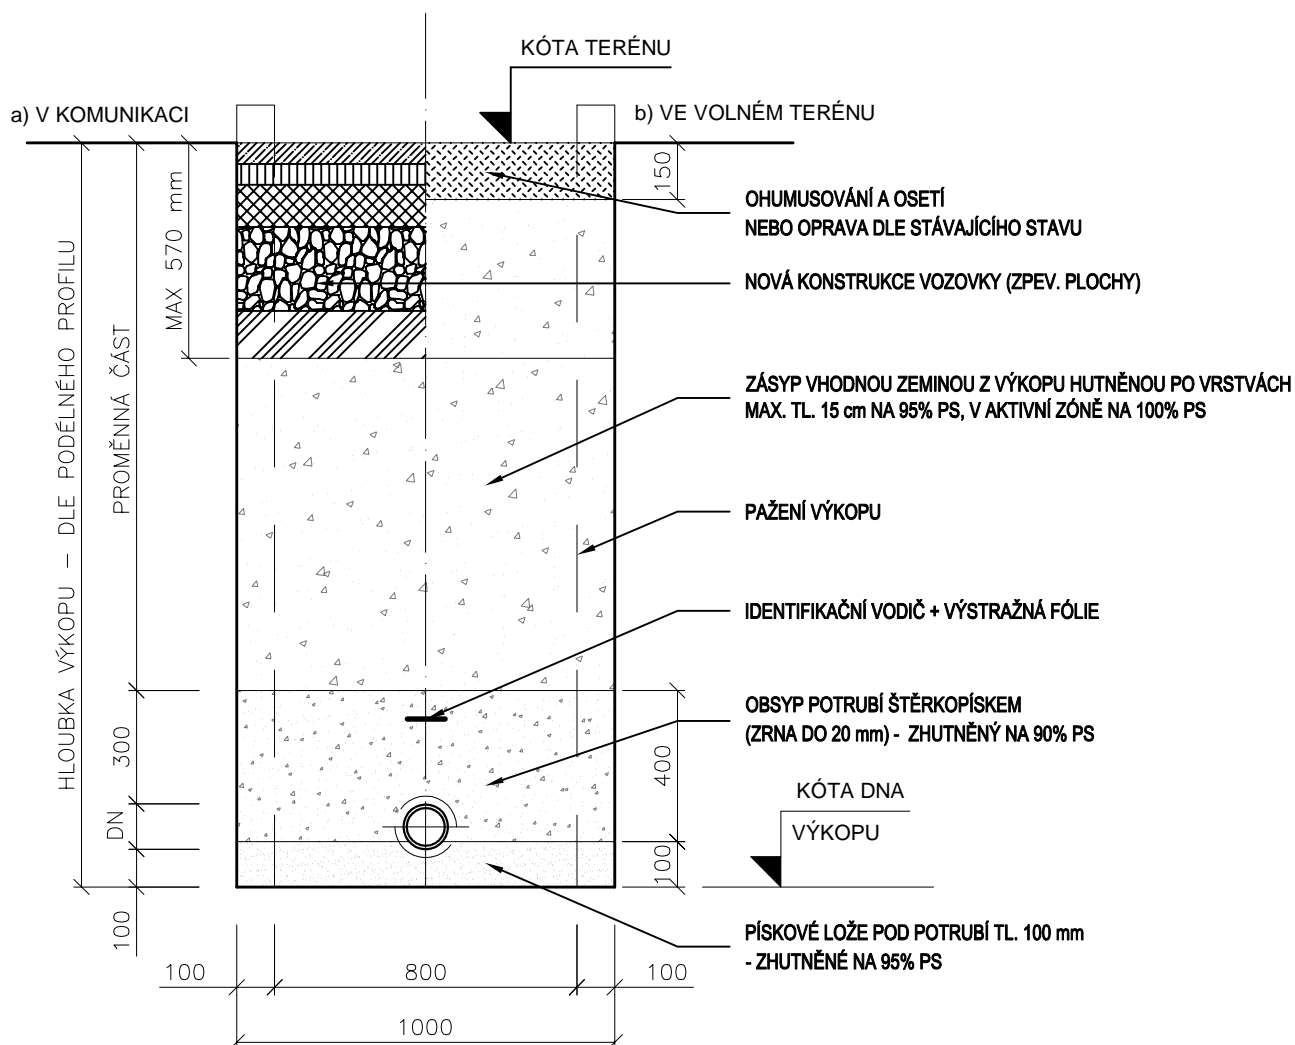 KÓTA TERÉNU
a) V KOMUNIKACI
b) VE VOLNÉM TERÉNU
HLOUBKA VÝKOPU – DLE PODÉLNÉHO PROFILU
PROMĚNNÁ ČÁST
MAX 570 mm
150
OHUMUSOVÁNÍ A OSETÍ
NEBO OPRAVA DLE STÁVAJÍCÍHO STAVU
NOVÁ KONSTRUKCE VOZOVKY (ZPEV. PLOCHY)
ZÁSYP VHODNOU ZEMINOU Z VÝKOPU HUTNĚNOU PO VRSTVÁCH
MAX. TL. 15 cm NA 95% PS, V AKTIVNÍ ZÓNĚ NA 100% PS
PAŽENÍ VÝKOPU
IDENTIFIKAČNÍ VODIČ + VÝSTRAŽNÁ FÓLIE
OBSYP POTRUBÍ ŠTĚRKOPÍSKEM
(ZRNA DO 20 mm) - ZHUTNĚNÝ NA 90% PS
300
400
DN
100
100
KÓTA DNA
VÝKOPU
PÍSKOVÉ LOŽE POD POTRUBÍ TL. 100 mm
- ZHUTNĚNÉ NA 95% PS
100
800
100
1000